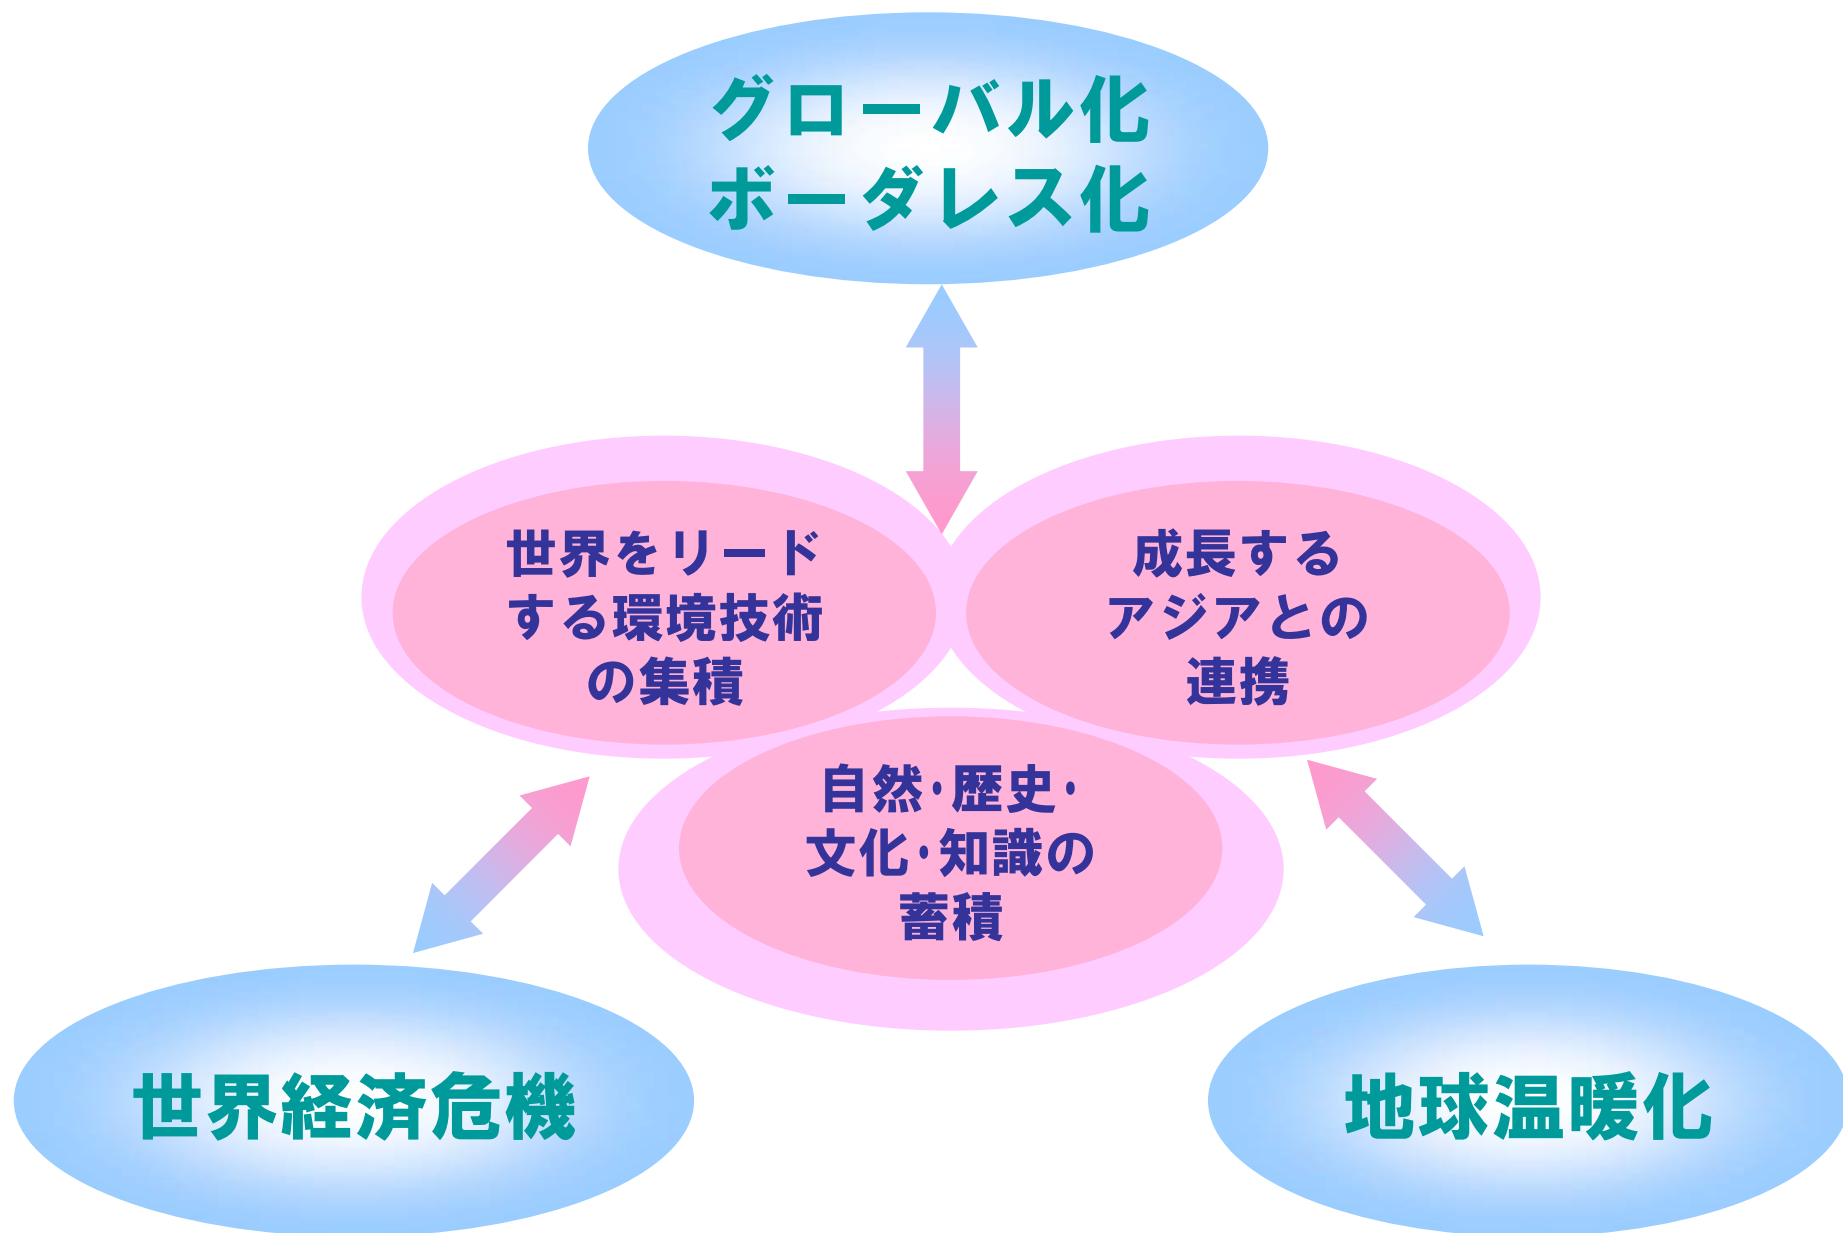 グローバル化
ボーダレス化
世界をリード
する環境技術
の集積
成長する
アジアとの
連携
自然・歴史・
文化・知識の
蓄積
世界経済危機
地球温暖化